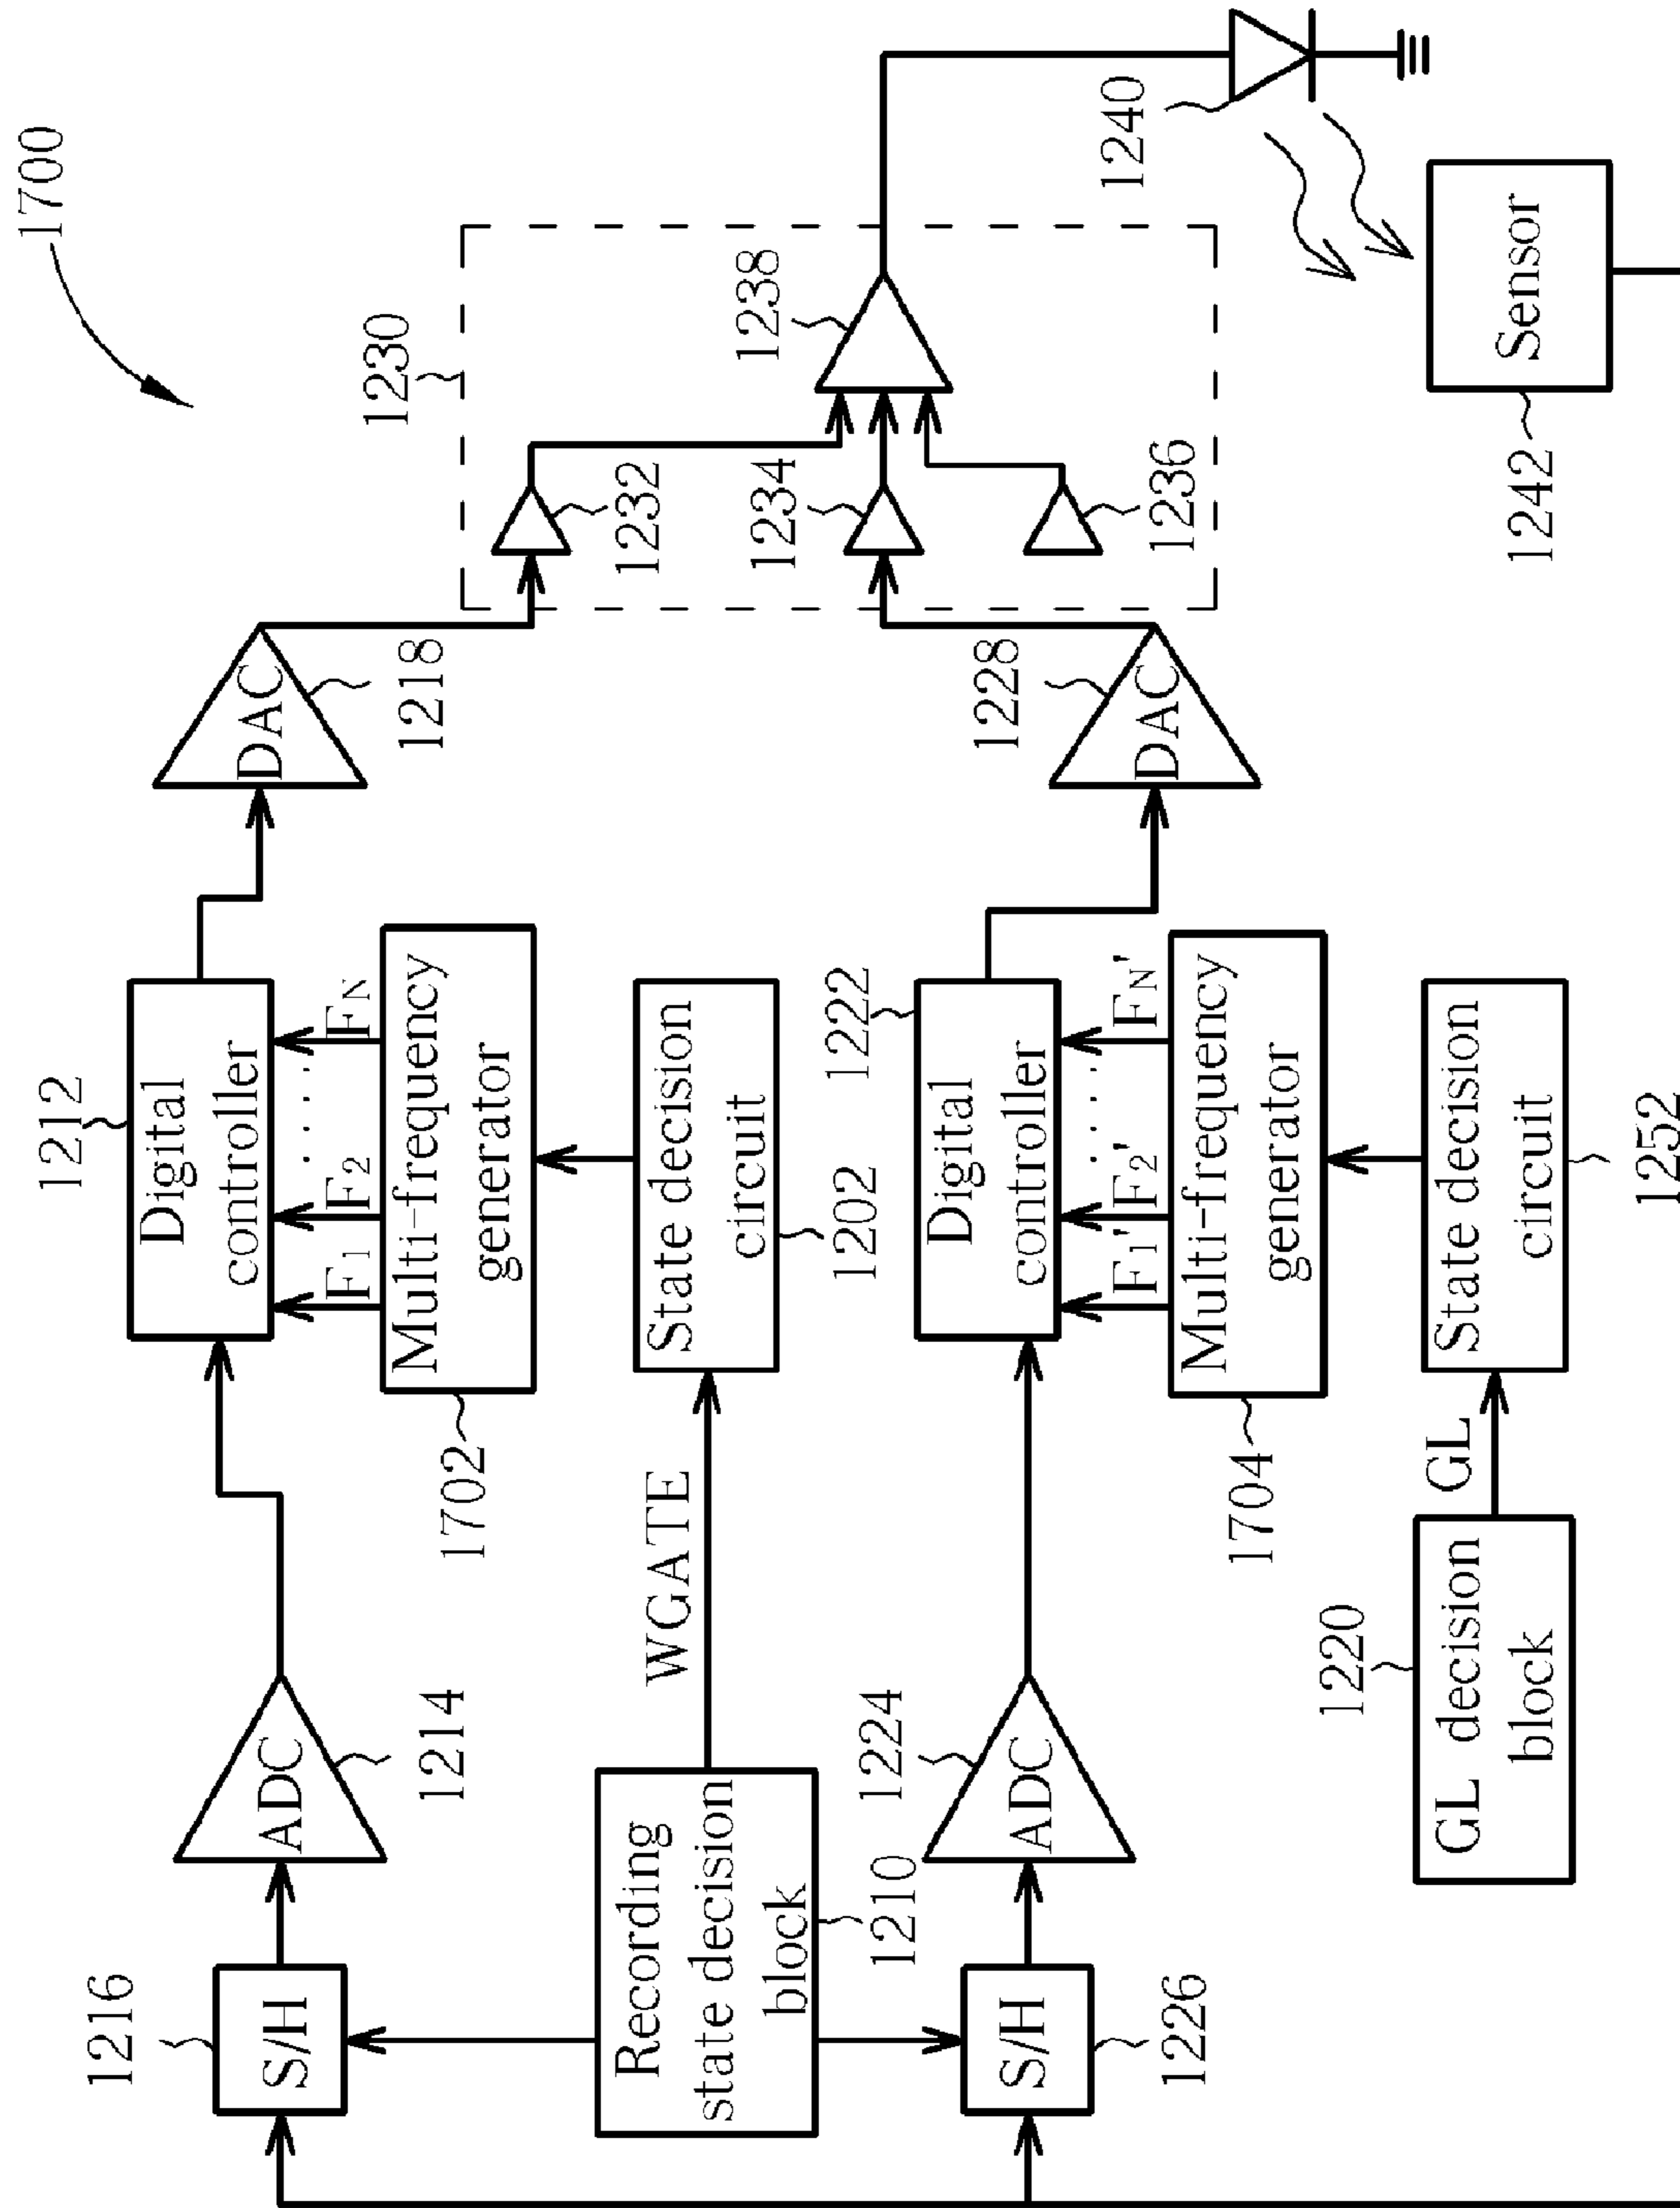 1700
1216
S/H
ADC
1214
1212
Digital
controller
F1
F2
.....
FN
Multi-frequency
generator
1702
State decision
circuit
1202
DAC
1218
1230
1232
1234
1236
1238
1240
Sensor
1242
Recording
state decision
block
1210
WGATE
1226
S/H
ADC
1224
1222
Digital
controller
F1'
F2'
.....
FN'
Multi-frequency
generator
1704
State decision
circuit
1252
DAC
1228
1220
GL decision
block
GL